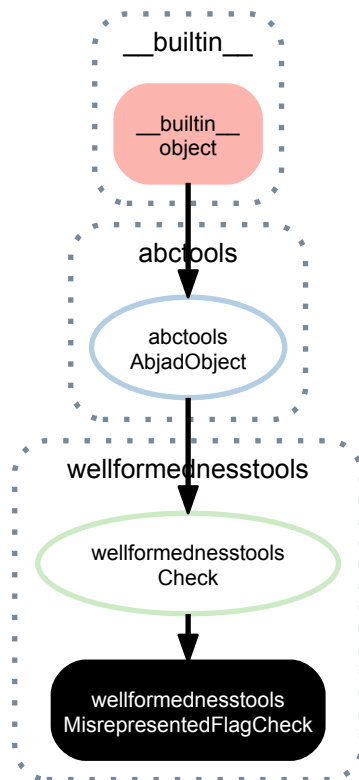 __builtin__
__builtin__
object
abctools
abctools
AbjadObject
wellformednesstools
wellformednesstools
Check
wellformednesstools
MisrepresentedFlagCheck